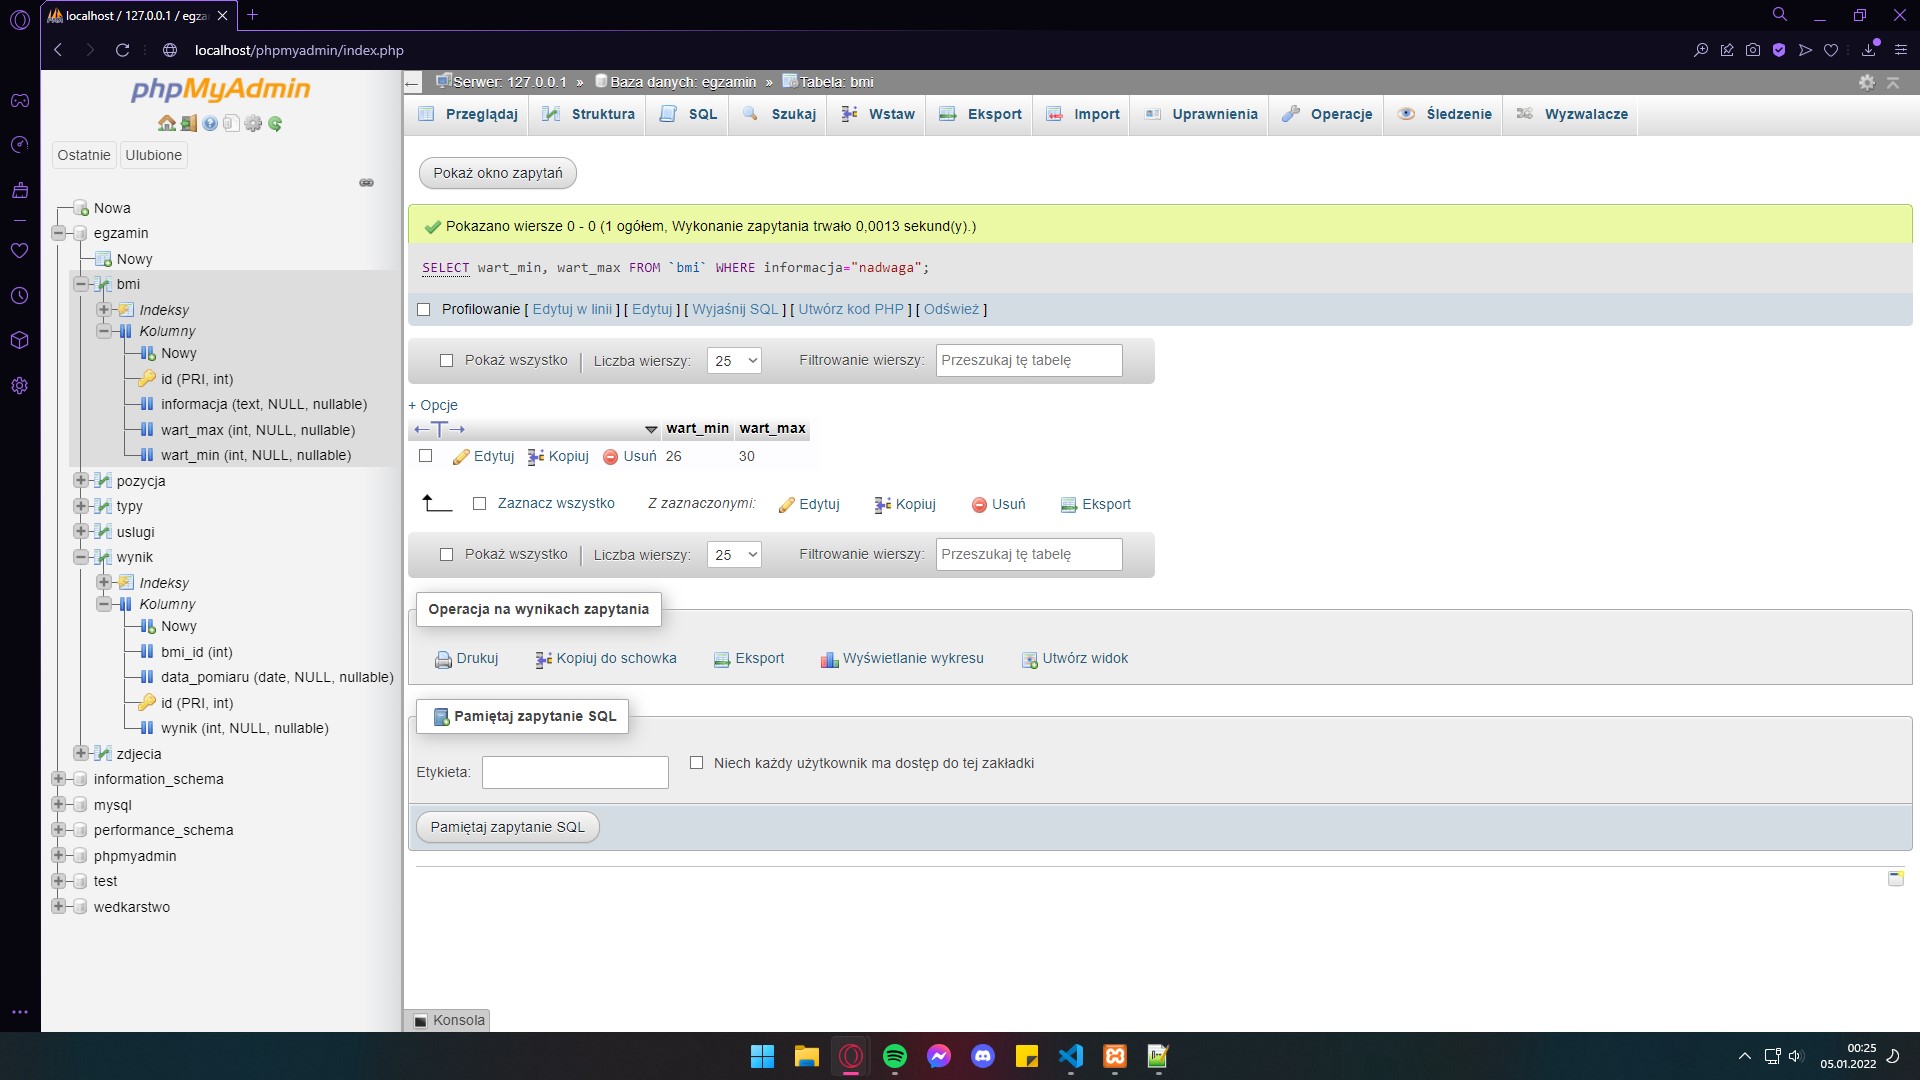 localhost / 127.0.0.1 / egza
localhost/phpmyadmin/index.php
phpMyAdmin
Ostatnie Ulubione
Nowa
egzamin
Nowy
bmi
Indeksy
Kolumny
Nowy
id (PRI, int)
informacja (text, NULL, nullable)
wart_max (int, NULL, nullable)
wart_min (int, NULL, nullable)
pozycja
typy
uslugi
wynik
Indeksy
Kolumny
Nowy
bmi_id (int)
data_pomiaru (date, NULL, nullable)
id (PRI, int)
wynik (int, NULL, nullable)
zdjecia
information_schema
mysql
performance_schema
phpmyadmin
test
wedkarstwo
Serwer: 127.0.0.1 » Baza danych: egzamin » Tabela: bmi
Przeglądaj Struktura SQL Szukaj Wstaw Eksport Import Uprawnienia Operacje Śledzenie Wyzwalacze
Pokaż okno zapytań
Pokazano wiersze 0 - 0 (1 ogółem, Wykonanie zapytania trwało 0,0013 sekund(y).)
SELECT wart_min, wart_max FROM `bmi` WHERE informacja="nadwaga";
Profilowanie [ Edytuj w linii ] [ Edytuj ] [ Wyjaśnij SQL ] [ Utwórz kod PHP ] [ Odśwież ]
Pokaż wszystko | Liczba wierszy: 25 Filtrowanie wierszy: Przeszukaj tę tabelę
+ Opcje
wart_min wart_max
Edytuj Kopiuj Usuń 26 30
Zaznacz wszystko Z zaznaczonymi: Edytuj Kopiuj Usuń Eksport
Pokaż wszystko | Liczba wierszy: 25 Filtrowanie wierszy: Przeszukaj tę tabelę
Operacja na wynikach zapytania
Drukuj Kopiuj do schowka Eksport Wyświetlanie wykresu Utwórz widok
Pamiętaj zapytanie SQL
Etykieta: Niech każdy użytkownik ma dostęp do tej zakładki
Pamiętaj zapytanie SQL
Konsola
00:25
05.01.2022